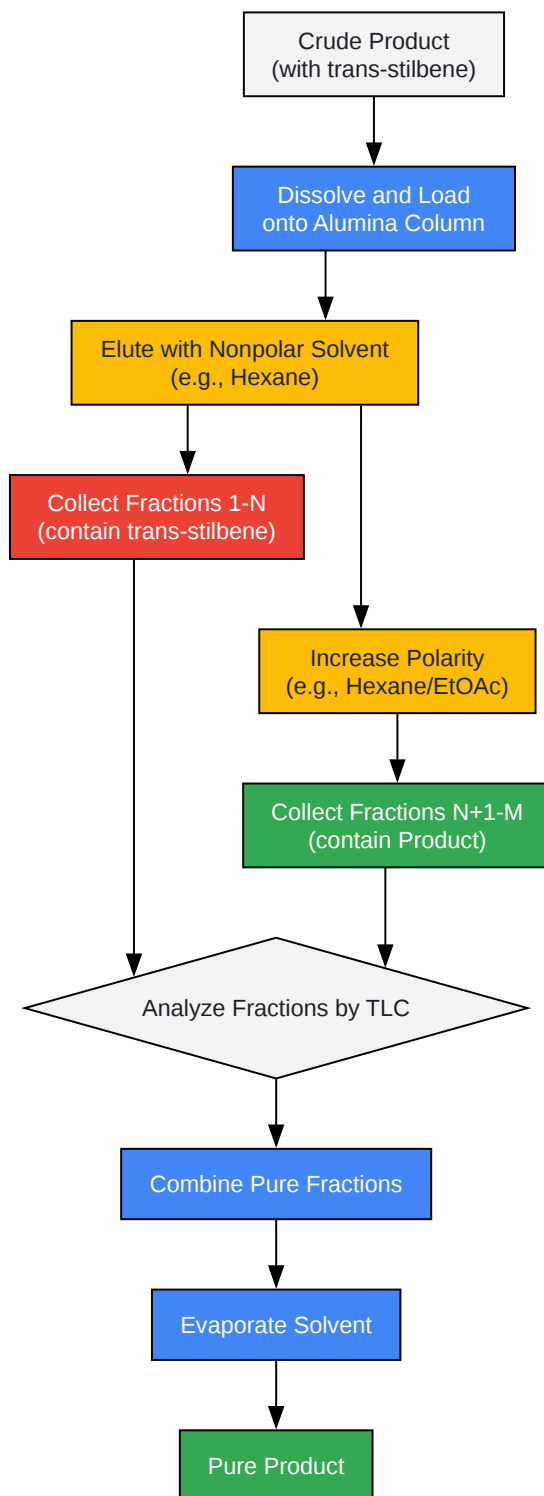 Crude Product
(with trans-stilbene)
Dissolve and Load
onto Alumina Column
Elute with Nonpolar Solvent
(e.g., Hexane)
Collect Fractions 1-N
(contain trans-stilbene)
Increase Polarity
(e.g., Hexane/EtOAc)
Collect Fractions N+1-M
(contain Product)
Analyze Fractions by TLC
Combine Pure Fractions
Evaporate Solvent
Pure Product